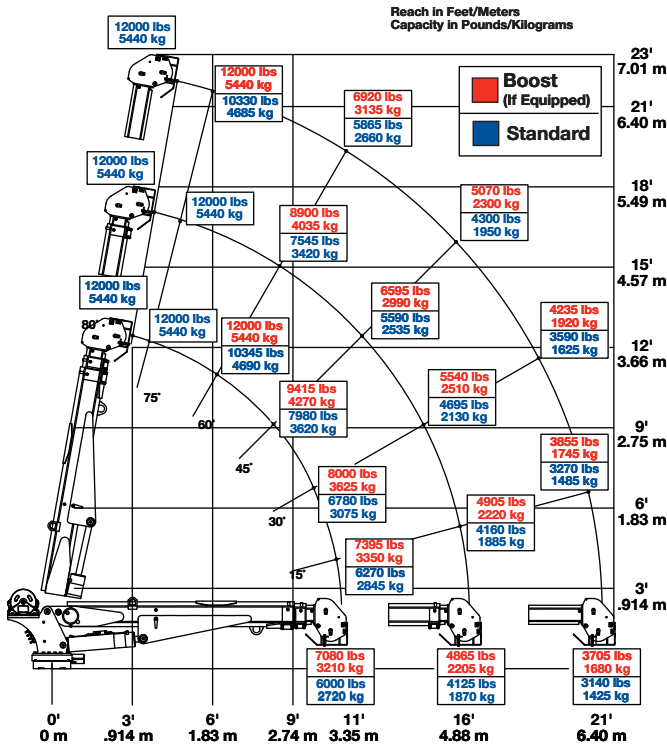 Reach in Feet/Meters
Capacity in Pounds/Kilograms
12000 lbs
5440 kg
23'
7.01 m
12000 lbs
5440 kg
10330 lbs
4685 kg
6920 lbs
3135 kg
5865 lbs
2660 kg
Boost
(If Equipped)
Standard
21'
6.40 m
12000 lbs
5440 kg
12000 lbs
5440 kg
8900 lbs
4035 kg
7545 lbs
3420 kg
5070 lbs
2300 kg
4300 lbs
1950 kg
18'
5.49 m
15'
4.57 m
12000 lbs
5440 kg
80°
12000 lbs
5440 kg
12000 lbs
5440 kg
10345 lbs
4690 kg
6595 lbs
2990 kg
5590 lbs
2535 kg
4235 lbs
1920 kg
3590 lbs
1625 kg
12'
3.66 m
75°
60°
45°
30°
15°
9415 lbs
4270 kg
7980 lbs
3620 kg
5540 lbs
2510 kg
4695 lbs
2130 kg
9'
2.75 m
8000 lbs
3625 kg
6780 lbs
3075 kg
3855 lbs
1745 kg
3270 lbs
1485 kg
6'
1.83 m
7395 lbs
3350 kg
6270 lbs
2845 kg
4905 lbs
2220 kg
4160 lbs
1885 kg
3'
.914 m
7080 lbs
3210 kg
6000 lbs
2720 kg
4865 lbs
2205 kg
4125 lbs
1870 kg
3705 lbs
1680 kg
3140 lbs
1425 kg
0'
0 m
3'
.914 m
6'
1.83 m
9'
2.74 m
11'
3.35 m
16'
4.88 m
21'
6.40 m